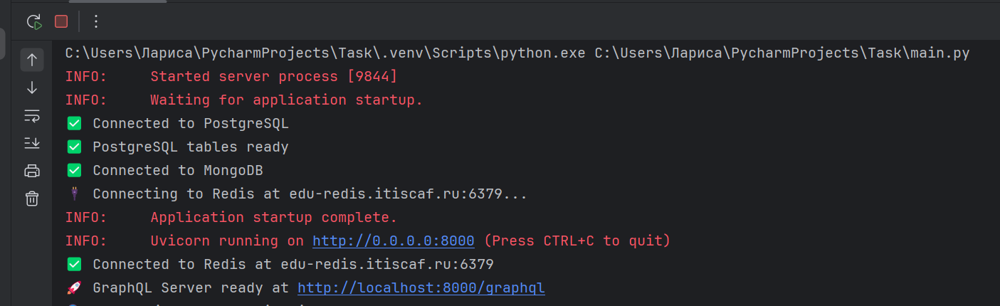 C:\Users\Лариса\PycharmProjects\Task\.venv\Scripts\python.exe C:\Users\Лариса\PycharmProjects\Task\main.py
INFO:     Started server process [9844]
INFO:     Waiting for application startup.
✅ Connected to PostgreSQL
✅ PostgreSQL tables ready
✅ Connected to MongoDB
🔌 Connecting to Redis at edu-redis.itiscaf.ru:6379...
INFO:     Application startup complete.
INFO:     Uvicorn running on http://0.0.0.0:8000 (Press CTRL+C to quit)
✅ Connected to Redis at edu-redis.itiscaf.ru:6379
🚀 GraphQL Server ready at http://localhost:8000/graphql